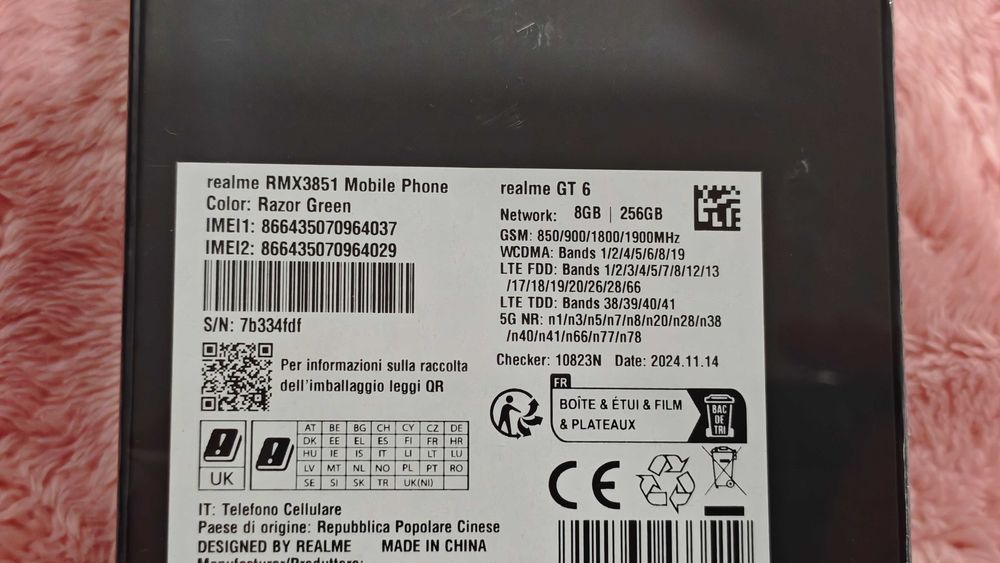 realme RMX3851 Mobile Phone
Color: Razor Green
IMEI1: 866435070964037
IMEI2: 866435070964029
S/N: 7b334fdf
Per informazioni sulla raccolta
dell'imballaggio leggi QR
UK
AT BE BG CH CY CZ DE
DK EE EL ES FI FR HR
HU IE IS IT LI LT LU
LV MT NL NO PL PT RO
SE SI SK TR UK(NI)
IT: Telefono Cellulare
Paese di origine: Repubblica Popolare Cinese
DESIGNED BY REALME MADE IN CHINA
Manufacturer/Produttore:
realme GT 6
Network: 8GB | 256GB
GSM: 850/900/1800/1900MHz
WCDMA: Bands 1/2/4/5/6/8/19
LTE FDD: Bands 1/2/3/4/5/7/8/12/13
/17/18/19/20/26/28/66
LTE TDD: Bands 38/39/40/41
5G NR: n1/n3/n5/n7/n8/n20/n28/n38
/n40/n41/n66/n77/n78
Checker: 10823N Date: 2024.11.14
FR
BOÎTE & ÉTUI & FILM
& PLATEAUX
BAC
DE
TRI
CE